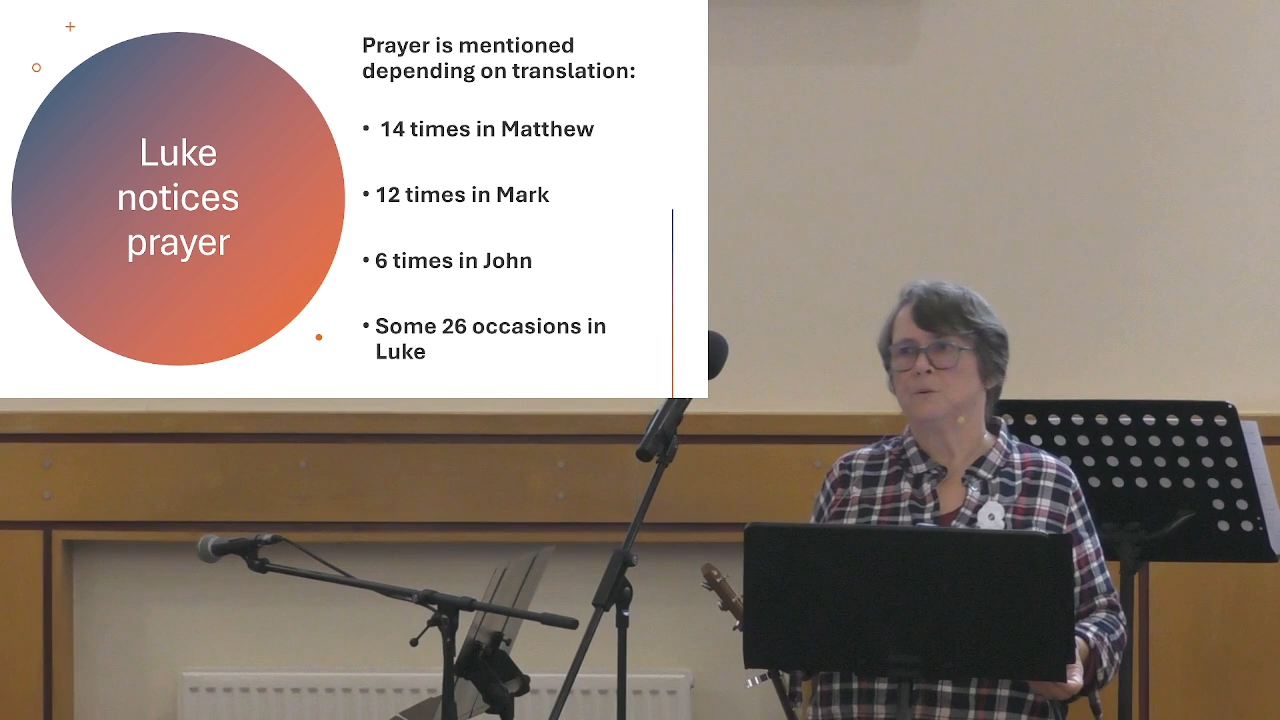 Luke
notices
prayer
Prayer is mentioned
depending on translation:
• 14 times in Matthew
• 12 times in Mark
• 6 times in John
• Some 26 occasions in
Luke